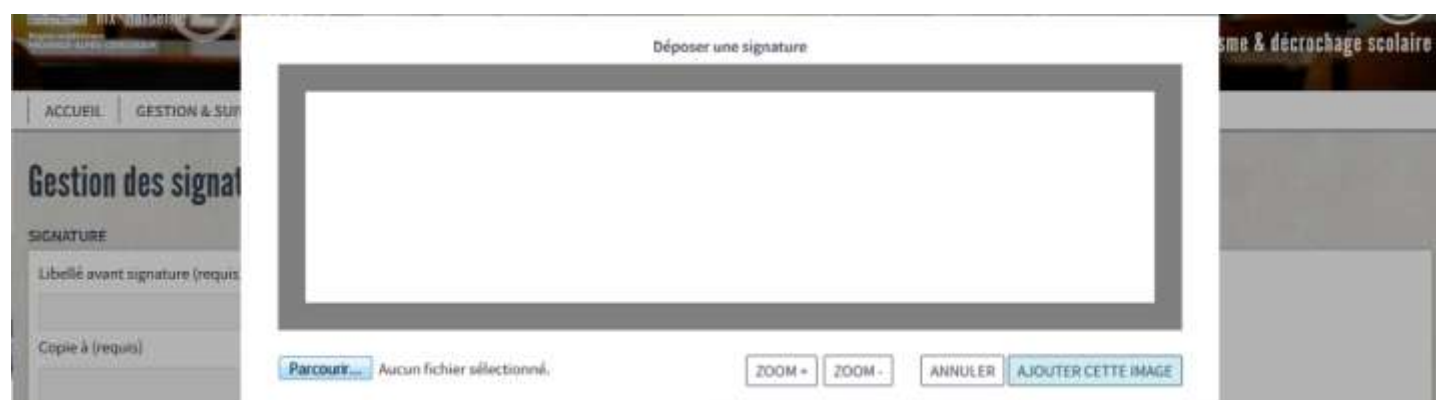 Déposer une signature
sme & décrochage scolaire
ACCUEIL GESTION & SUI
Gestion des signat
SIGNATURE
Libellé avant signature (requis
Copie à (requis)
Parcourir... Aucun fichier sélectionné.
ZOOM + ZOOM - ANNULER AJOUTER CETTE IMAGE